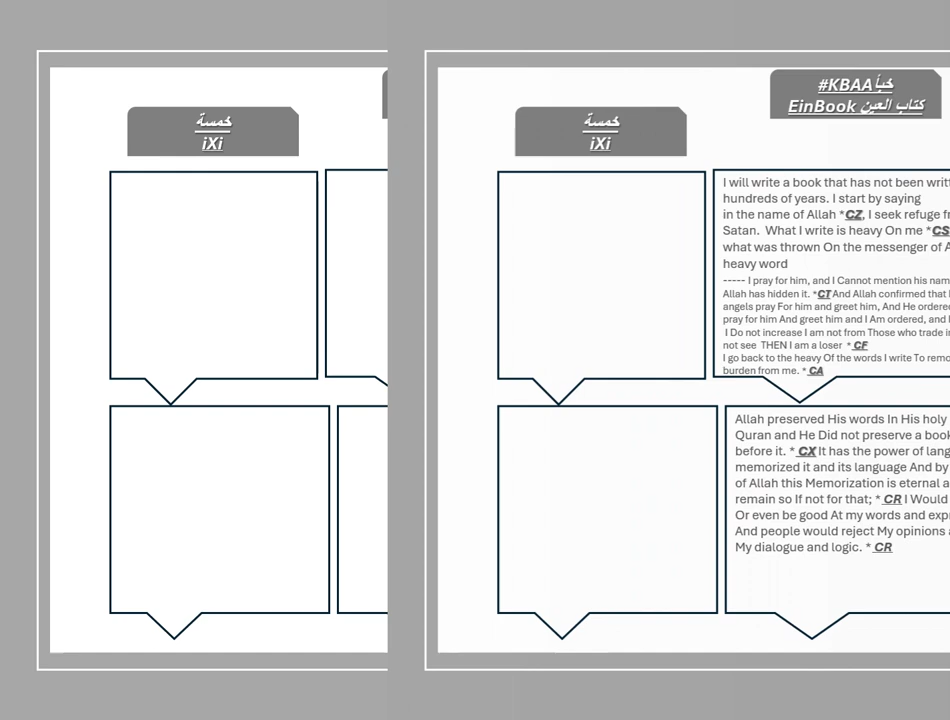 خمسة
iXi
خمسة
iXi
#KBAA خبأ
EinBook كتاب العين
I will write a book that has not been writ
hundreds of years. I start by saying
in the name of Allah *CZ, I seek refuge fr
Satan. What I write is heavy On me *CS
what was thrown On the messenger of A
heavy word
----- I pray for him, and I Cannot mention his nam
Allah has hidden it. *CT And Allah confirmed that
angels pray For him and greet him, And He ordere
pray for him And greet him and I Am ordered, and
I Do not increase I am not from Those who trade i
not see THEN I am a loser * CF
I go back to the heavy Of the words I write To remo
burden from me. * CA
Allah preserved His words In His holy
Quran and He Did not preserve a book
before it. * CX It has the power of lang
memorized it and its language And by
of Allah this Memorization is eternal a
remain so If not for that; * CR I Would
Or even be good At my words and exp
And people would reject My opinions a
My dialogue and logic. * CR